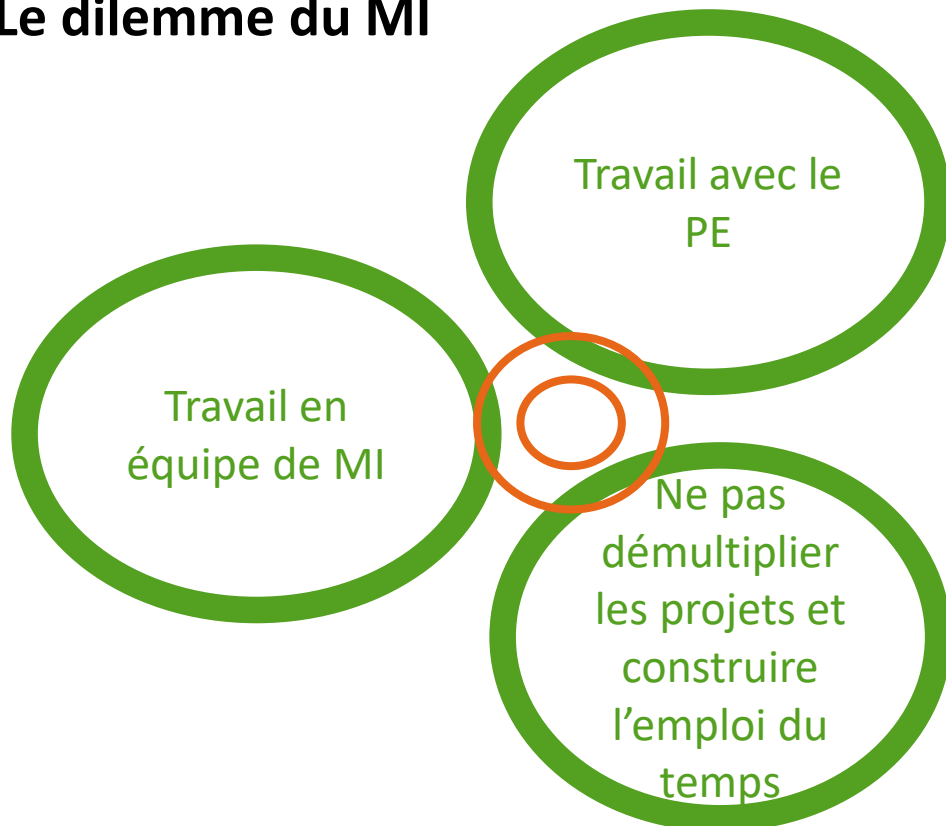 Le dilemme du MI
Travail avec le
PE
Travail en
équipe de MI
Ne pas
démultiplier
les projets et
construire
l’emploi du
temps